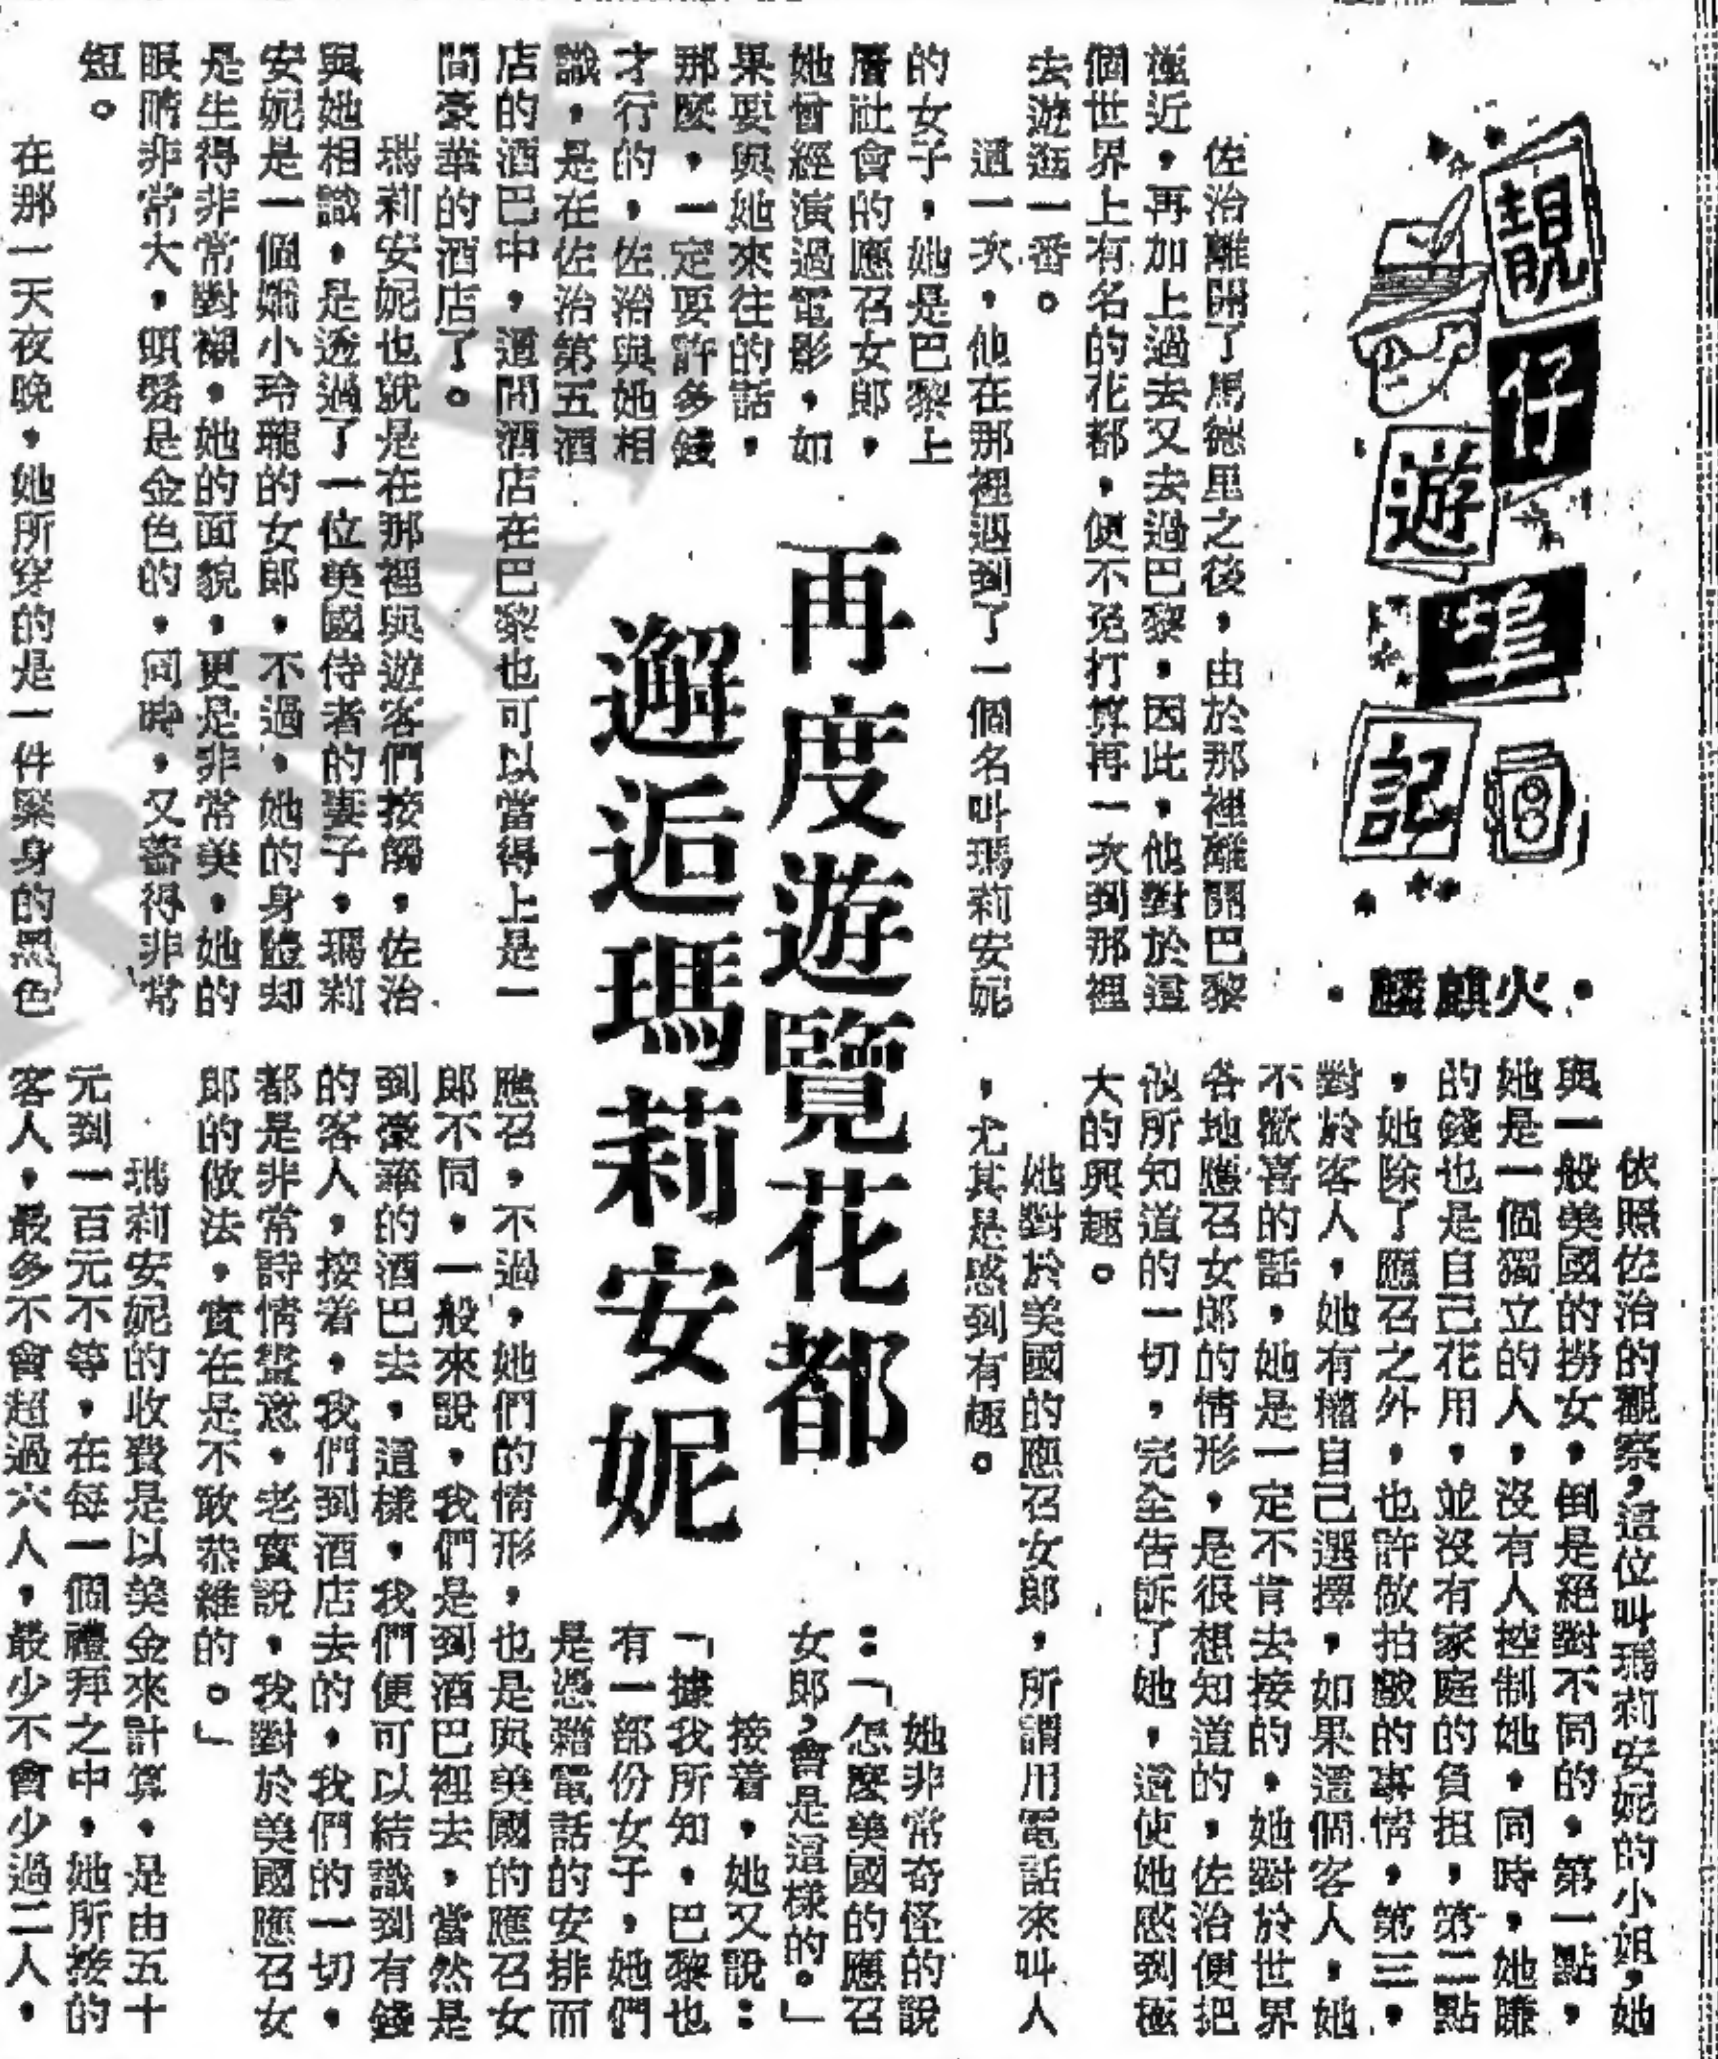 靚仔遊埠記
·火麒麟·
再度遊覽花都
邂逅瑪莉安妮
佐治離開了馬德里之後，由於那裡離開巴黎
極近，再加上過去又去過巴黎，因此，他對於這
個世界上有名的花都，便不免打算再一次到那裡
去遊逛一番。
這一次，他在那裡遇到了一個名叫瑪莉安妮
的女子，她是巴黎上
層社會的應召女郎，
她曾經演過電影，如
果要與她來往的話，
那麼，一定要許多錢
才行的，佐治與她相
識，是在佐治第五酒
店的酒巴中，這間酒店在巴黎也可以當得上是一
間豪華的酒店了。
瑪莉安妮也就是在那裡與遊客們接觸，佐治
與她相識，是透過了一位美國侍者的妻子，瑪莉
安妮是一個嬌小玲瓏的女郎，不過，她的身體却
是生得非常對襯，她的面貌，更是非常美，她的
眼睛非常大，頭髮是金色的，同時，又蓄得非常
短。
在那一天夜晚，她所穿的是一件緊身的黑色
依照佐治的觀察，這位叫瑪莉安妮的小姐，她
與一般美國的撈女，倒是絕對不同的，第一點，
她是一個獨立的人，沒有人控制她，同時，她賺
的錢也是自己花用，並沒有家庭的負担，第二點
，她除了應召之外，也許做拍戲的事情，第三，
對於客人，她有權自己選擇，如果這個客人，她
不歡喜的話，她是一定不肯去接的，她對於世界
各地應召女郎的情形，是很想知道的，佐治便把
他所知道的一切，完全告訴了她，這使她感到極
大的興趣。
她對於美國的應召女郎，所謂用電話來叫人
，尤其是感到有趣。
她非常奇怪的說
：「怎麼美國的應召
女郎，會是這樣的。」
接着，她又說：
「據我所知，巴黎也
有一部份女子，她們
是憑藉電話的安排而
應召，不過，她們的情形，也是與美國的應召女
郎不同，一般來說，我們是到酒巴裡去，當然是
到豪華的酒巴去，這樣，我們便可以結識到有錢
的客人，接着，我們到酒店去的，我們的一切，
都是非常詩情盡意，老實說，我對於美國應召女
郎的做法，實在是不敢恭維的。」
瑪莉安妮的收費是以美金來計算，是由五十
元到一百元不等，在每一個禮拜之中，她所接的
客人，最多不會超過六人，最少不會少過二人，